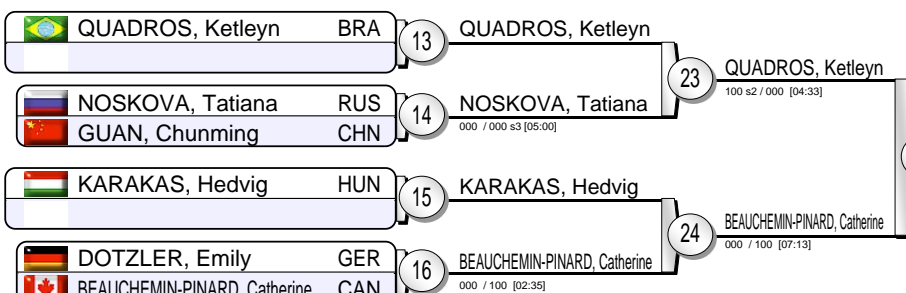 QUADROS, Ketleyn BRA
13
QUADROS, Ketleyn
23
QUADROS, Ketleyn
100 s2 / 000 [04:33]
NOSKOVA, Tatiana RUS
GUAN, Chunming CHN
14
NOSKOVA, Tatiana
000 / 000 s3 [05:00]
KARAKAS, Hedvig HUN
15
KARAKAS, Hedvig
24
BEAUCHEMIN-PINARD, Catherine
000 / 100 [07:13]
DOTZLER, Emily GER
BEAUCHEMIN-PINARD, Catherine CAN
16
BEAUCHEMIN-PINARD, Catherine
000 / 100 [02:35]